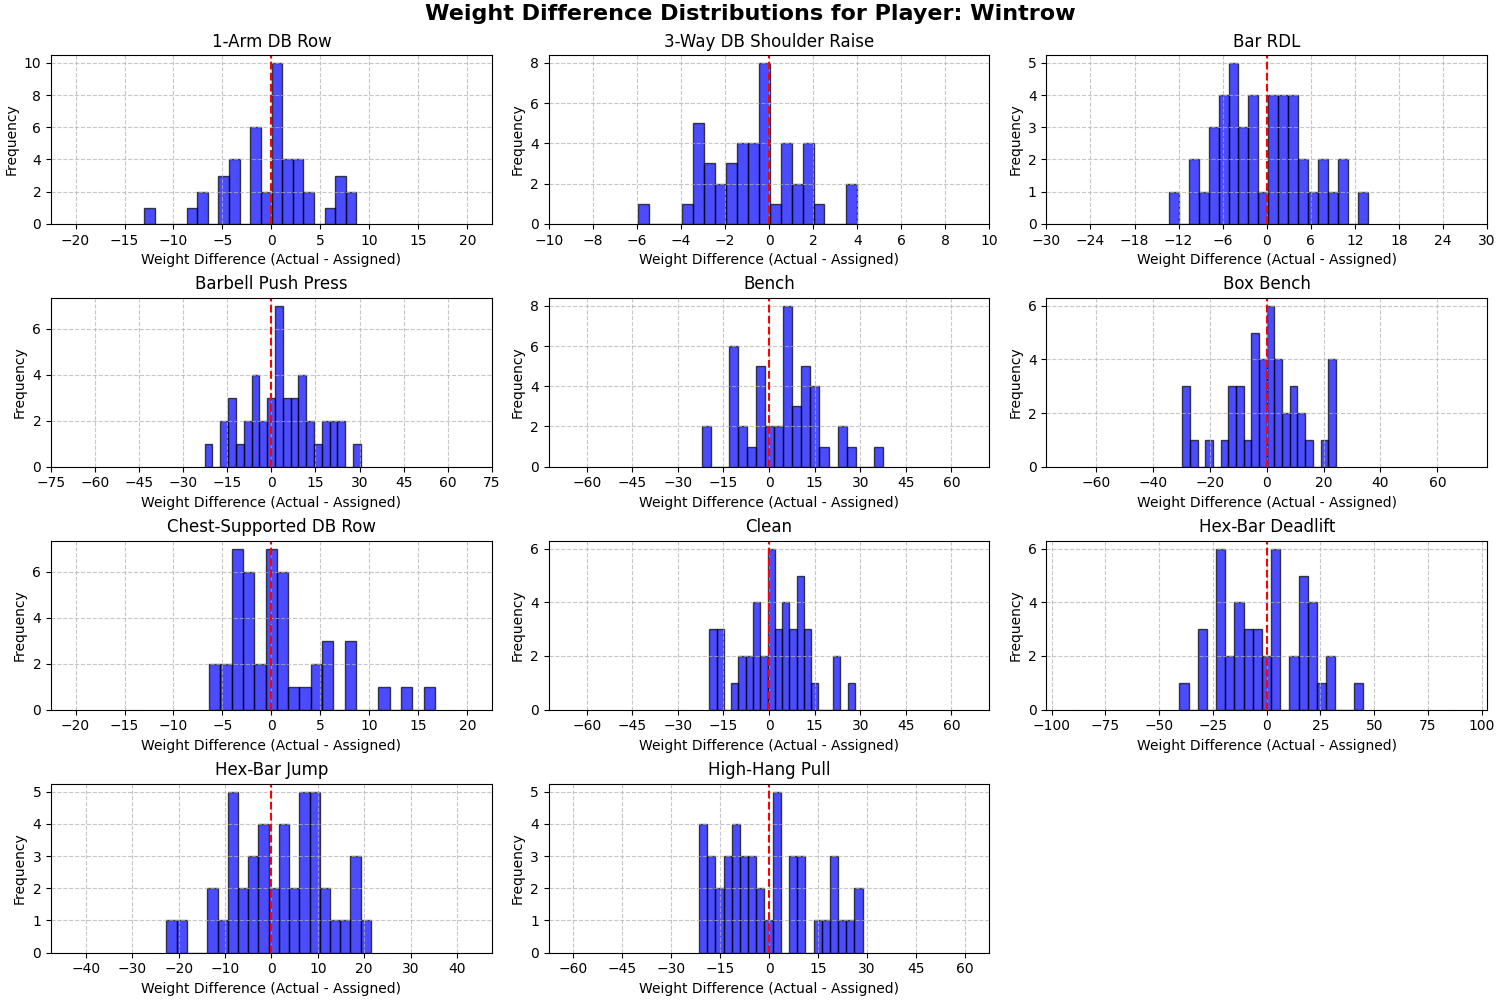 Weight Difference Distributions for Player: Wintrow
1-Arm DB Row
Frequency
10
8
6
4
2
0
−20 −15 −10 −5 0 5 10 15 20
Weight Difference (Actual - Assigned)
3-Way DB Shoulder Raise
Frequency
8
6
4
2
0
−10 −8 −6 −4 −2 0 2 4 6 8 10
Weight Difference (Actual - Assigned)
Bar RDL
Frequency
5
4
3
2
1
0
−30 −24 −18 −12 −6 0 6 12 18 24 30
Weight Difference (Actual - Assigned)
Barbell Push Press
Frequency
6
4
2
0
−75 −60 −45 −30 −15 0 15 30 45 60 75
Weight Difference (Actual - Assigned)
Bench
Frequency
8
6
4
2
0
−60 −45 −30 −15 0 15 30 45 60
Weight Difference (Actual - Assigned)
Box Bench
Frequency
6
4
2
0
−60 −40 −20 0 20 40 60
Weight Difference (Actual - Assigned)
Chest-Supported DB Row
Frequency
6
4
2
0
−20 −15 −10 −5 0 5 10 15 20
Weight Difference (Actual - Assigned)
Clean
Frequency
6
4
2
0
−60 −45 −30 −15 0 15 30 45 60
Weight Difference (Actual - Assigned)
Hex-Bar Deadlift
Frequency
6
4
2
0
−100 −75 −50 −25 0 25 50 75 100
Weight Difference (Actual - Assigned)
Hex-Bar Jump
Frequency
5
4
3
2
1
0
−40 −30 −20 −10 0 10 20 30 40
Weight Difference (Actual - Assigned)
High-Hang Pull
Frequency
5
4
3
2
1
0
−60 −45 −30 −15 0 15 30 45 60
Weight Difference (Actual - Assigned)